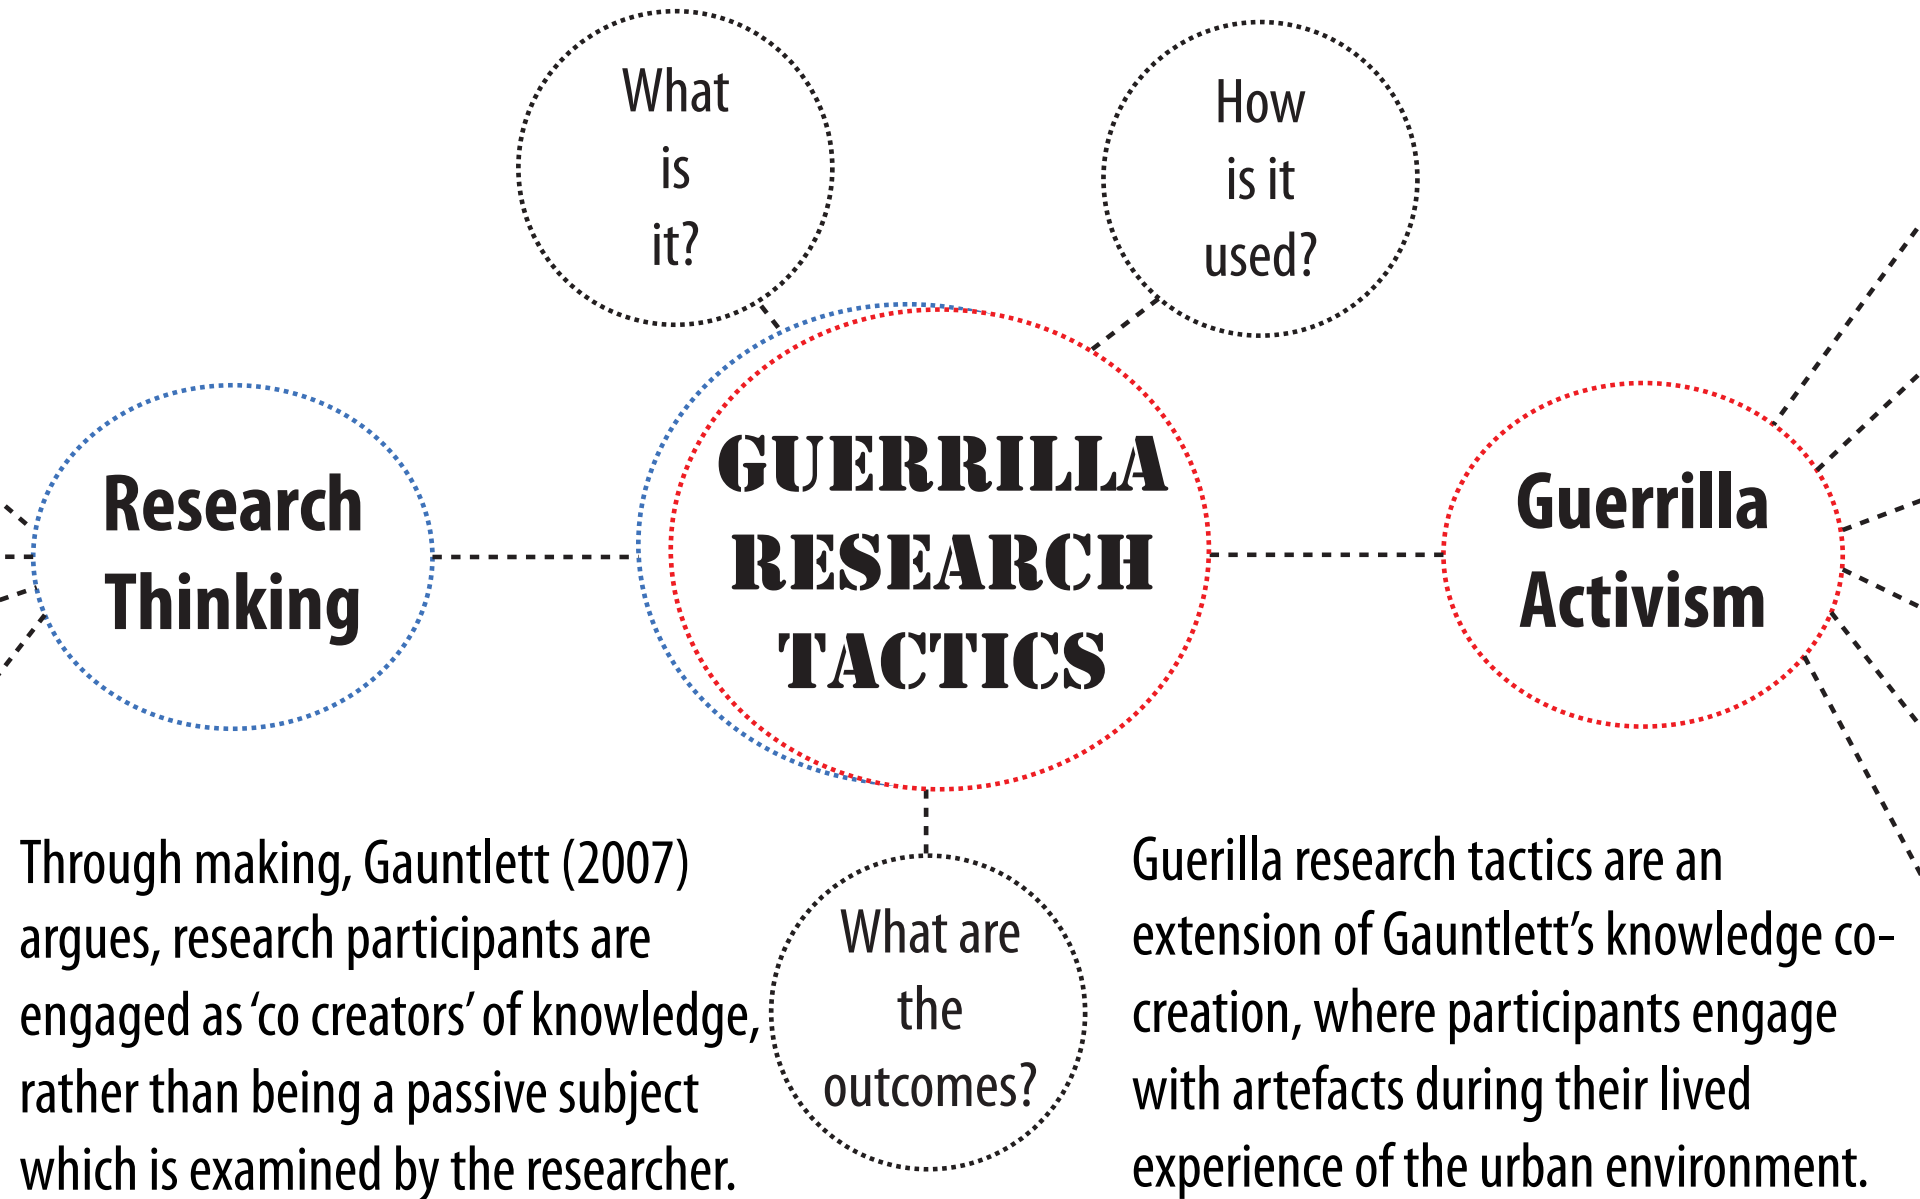 What
is
it?
How
is it
used?
Research
Thinking
GUERRILLA
RESEARCH
TACTICS
Guerrilla
Activism
Through making, Gauntlett (2007)
argues, research participants are
engaged as ‘co creators’ of knowledge,
rather than being a passive subject
which is examined by the researcher.
What are
the
outcomes?
Guerilla research tactics are an
extension of Gauntlett’s knowledge co-
creation, where participants engage
with artefacts during their lived
experience of the urban environment.